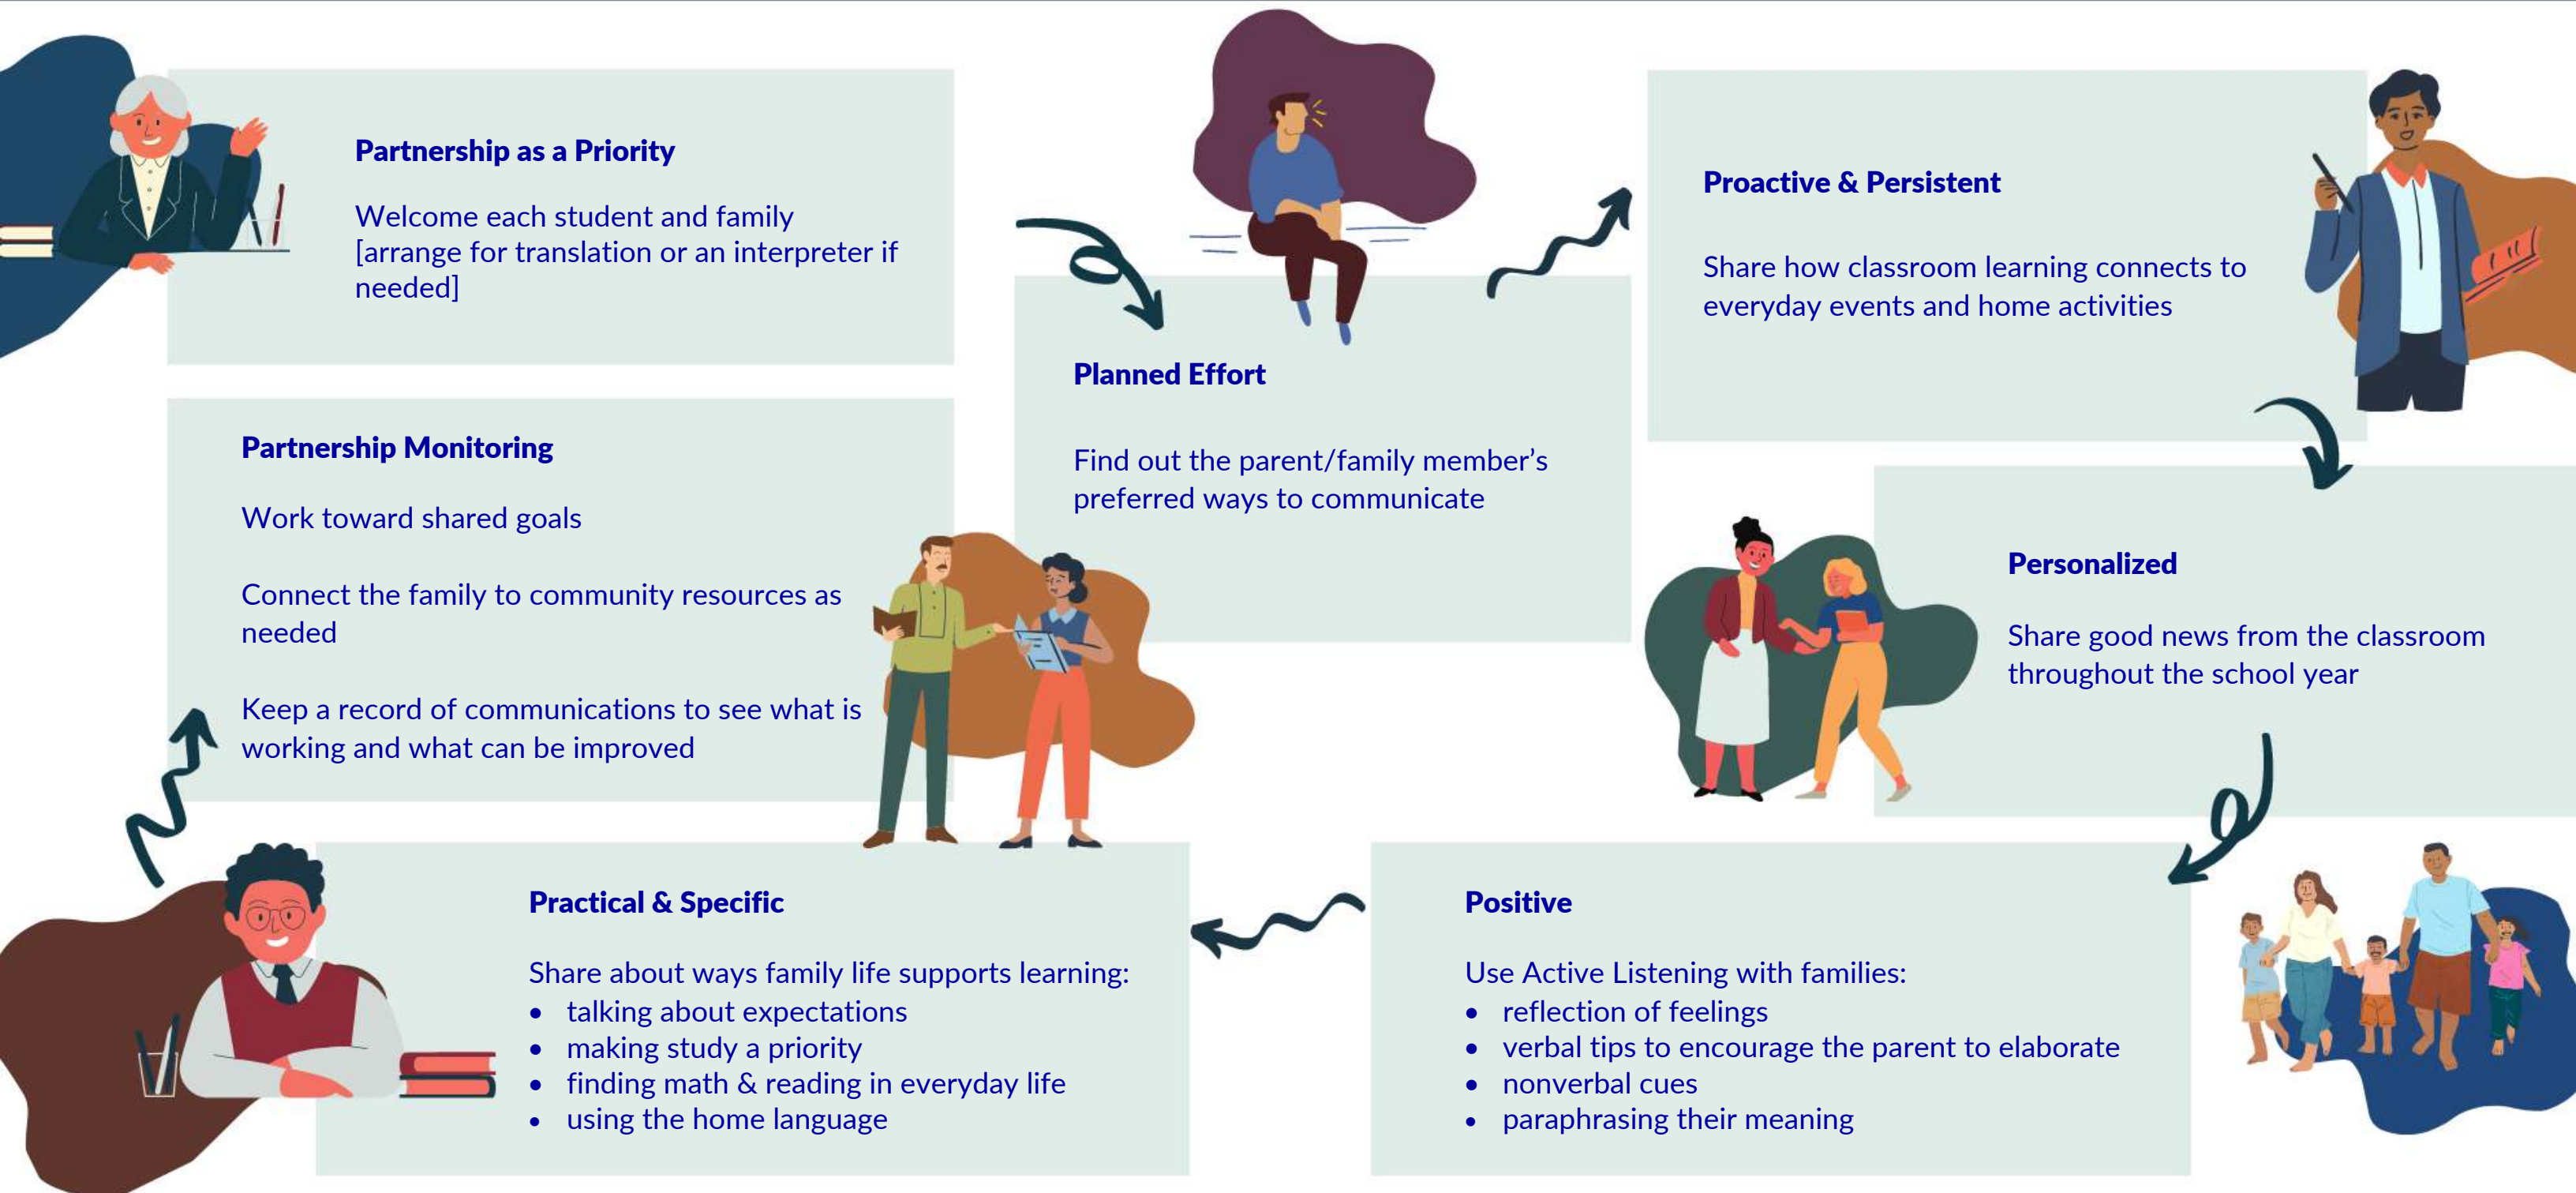 Partnership as a Priority
Welcome each student and family
[arrange for translation or an interpreter if
needed]
Planned Effort
Find out the parent/family member’s
preferred ways to communicate
Proactive & Persistent
Share how classroom learning connects to
everyday events and home activities
Personalized
Share good news from the classroom
throughout the school year
Positive
Use Active Listening with families:
• reflection of feelings
• verbal tips to encourage the parent to elaborate
• nonverbal cues
• paraphrasing their meaning
Practical & Specific
Share about ways family life supports learning:
• talking about expectations
• making study a priority
• finding math & reading in everyday life
• using the home language
Partnership Monitoring
Work toward shared goals
Connect the family to community resources as
needed
Keep a record of communications to see what is
working and what can be improved